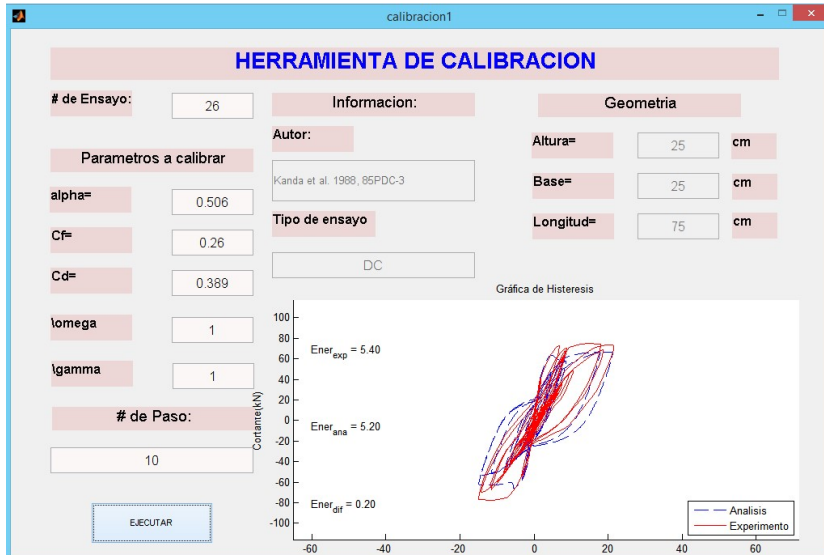 calibracion1
HERRAMIENTA DE CALIBRACION
# de Ensayo:
26
Parametros a calibrar
alpha=
0.506
Cf=
0.26
Cd=
0.389
\omega
1
\gamma
1
# de Paso:
10
EJECUTAR
Informacion:
Autor:
Kanda et al. 1988, 85PDC-3
Tipo de ensayo
DC
Geometria
Altura=
25
cm
Base=
25
cm
Longitud=
75
cm
Gráfica de Histeresis
Cortante(kN)
100
80
60
40
20
0
-20
-40
-60
-80
-100
Ener_exp = 5.40
Ener_ana = 5.20
Ener_dif = 0.20
-60
-40
-20
0
20
40
60
Analisis
Experimento